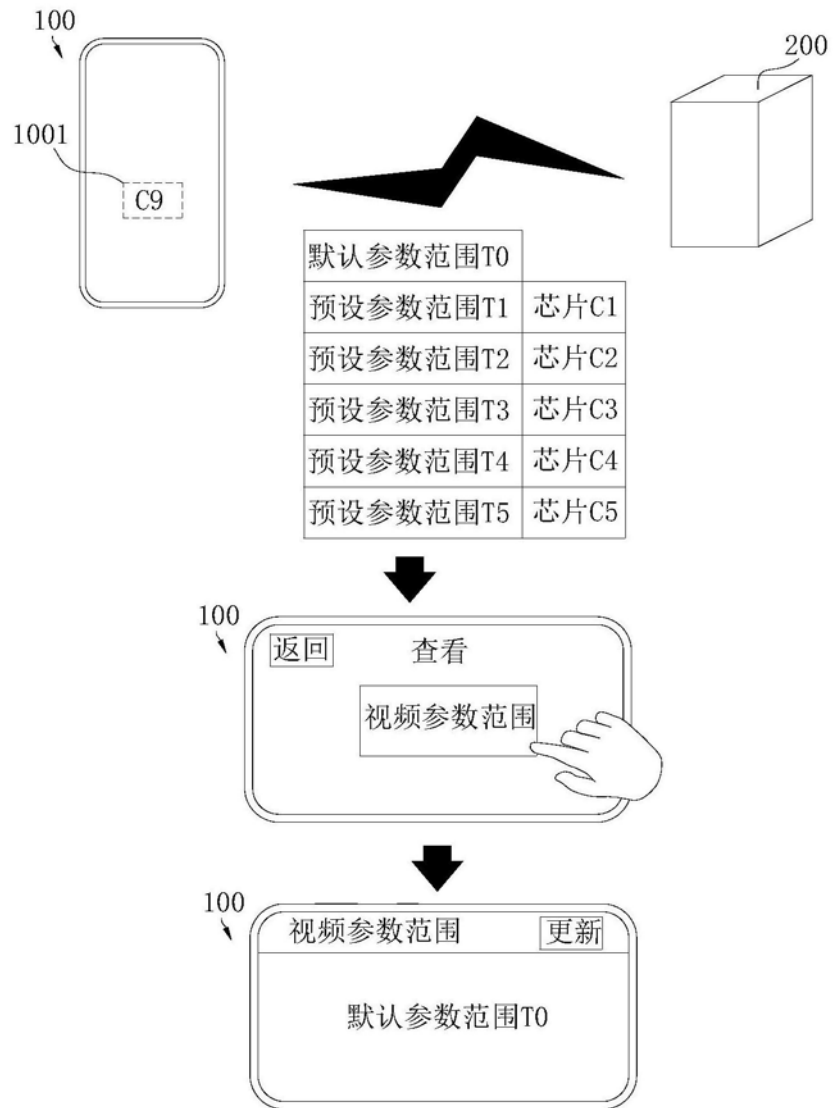 100
200
1001
C9
默认参数范围T0
预设参数范围T1 芯片C1
预设参数范围T2 芯片C2
预设参数范围T3 芯片C3
预设参数范围T4 芯片C4
预设参数范围T5 芯片C5
100
返回 查看
视频参数范围
100
视频参数范围 更新
默认参数范围T0